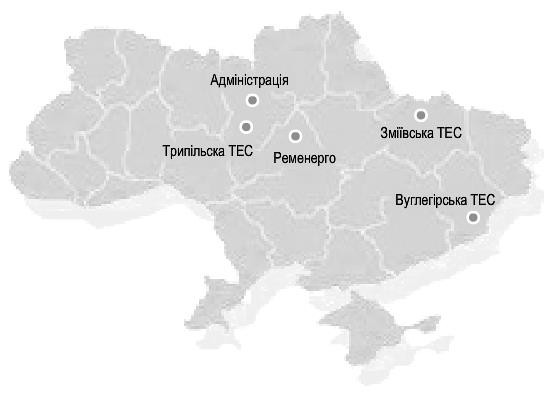 Адміністрація
Зміївська ТЕС
Трипільска ТЕС
Ременерго
Вуглегірська ТЕС